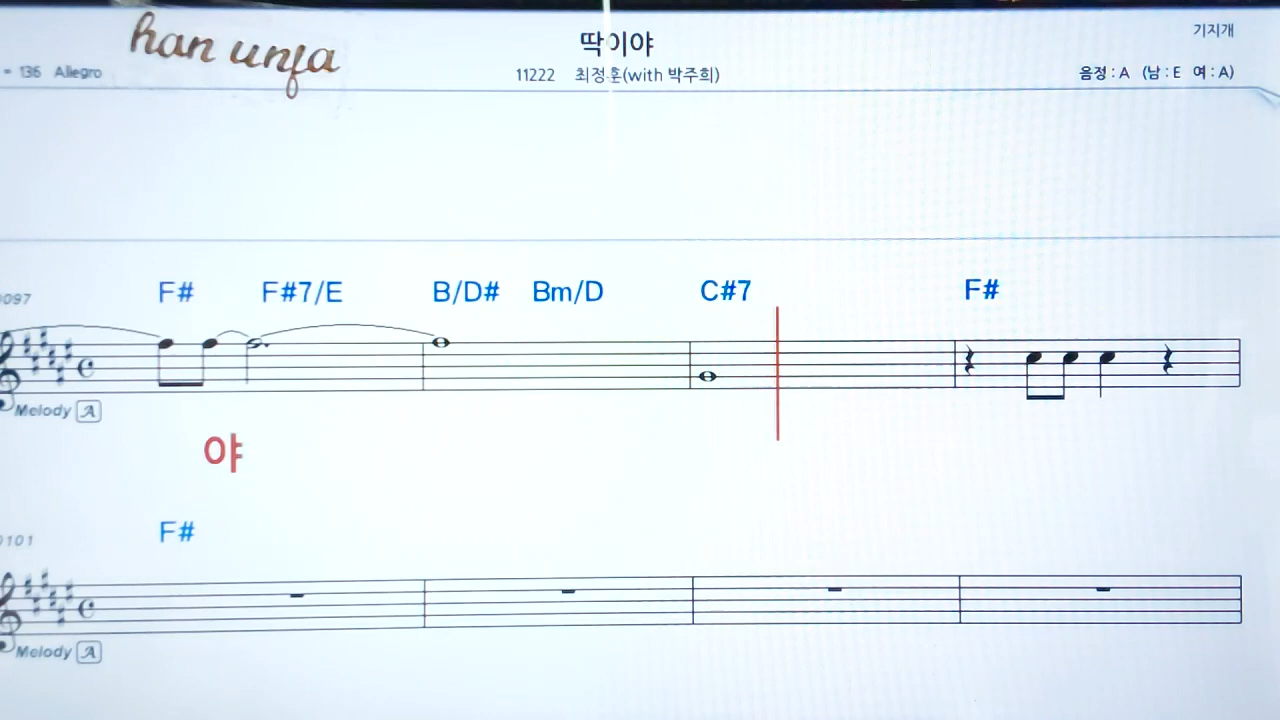 han unja
딱이야
기지개
= 136 Allegro
11222 최정훈(with 박주희)
음정 : A (남 : E 여 : A)
0097
F# F#7/E B/D# Bm/D C#7 F#
Melody A
야
0101
F#
Melody A